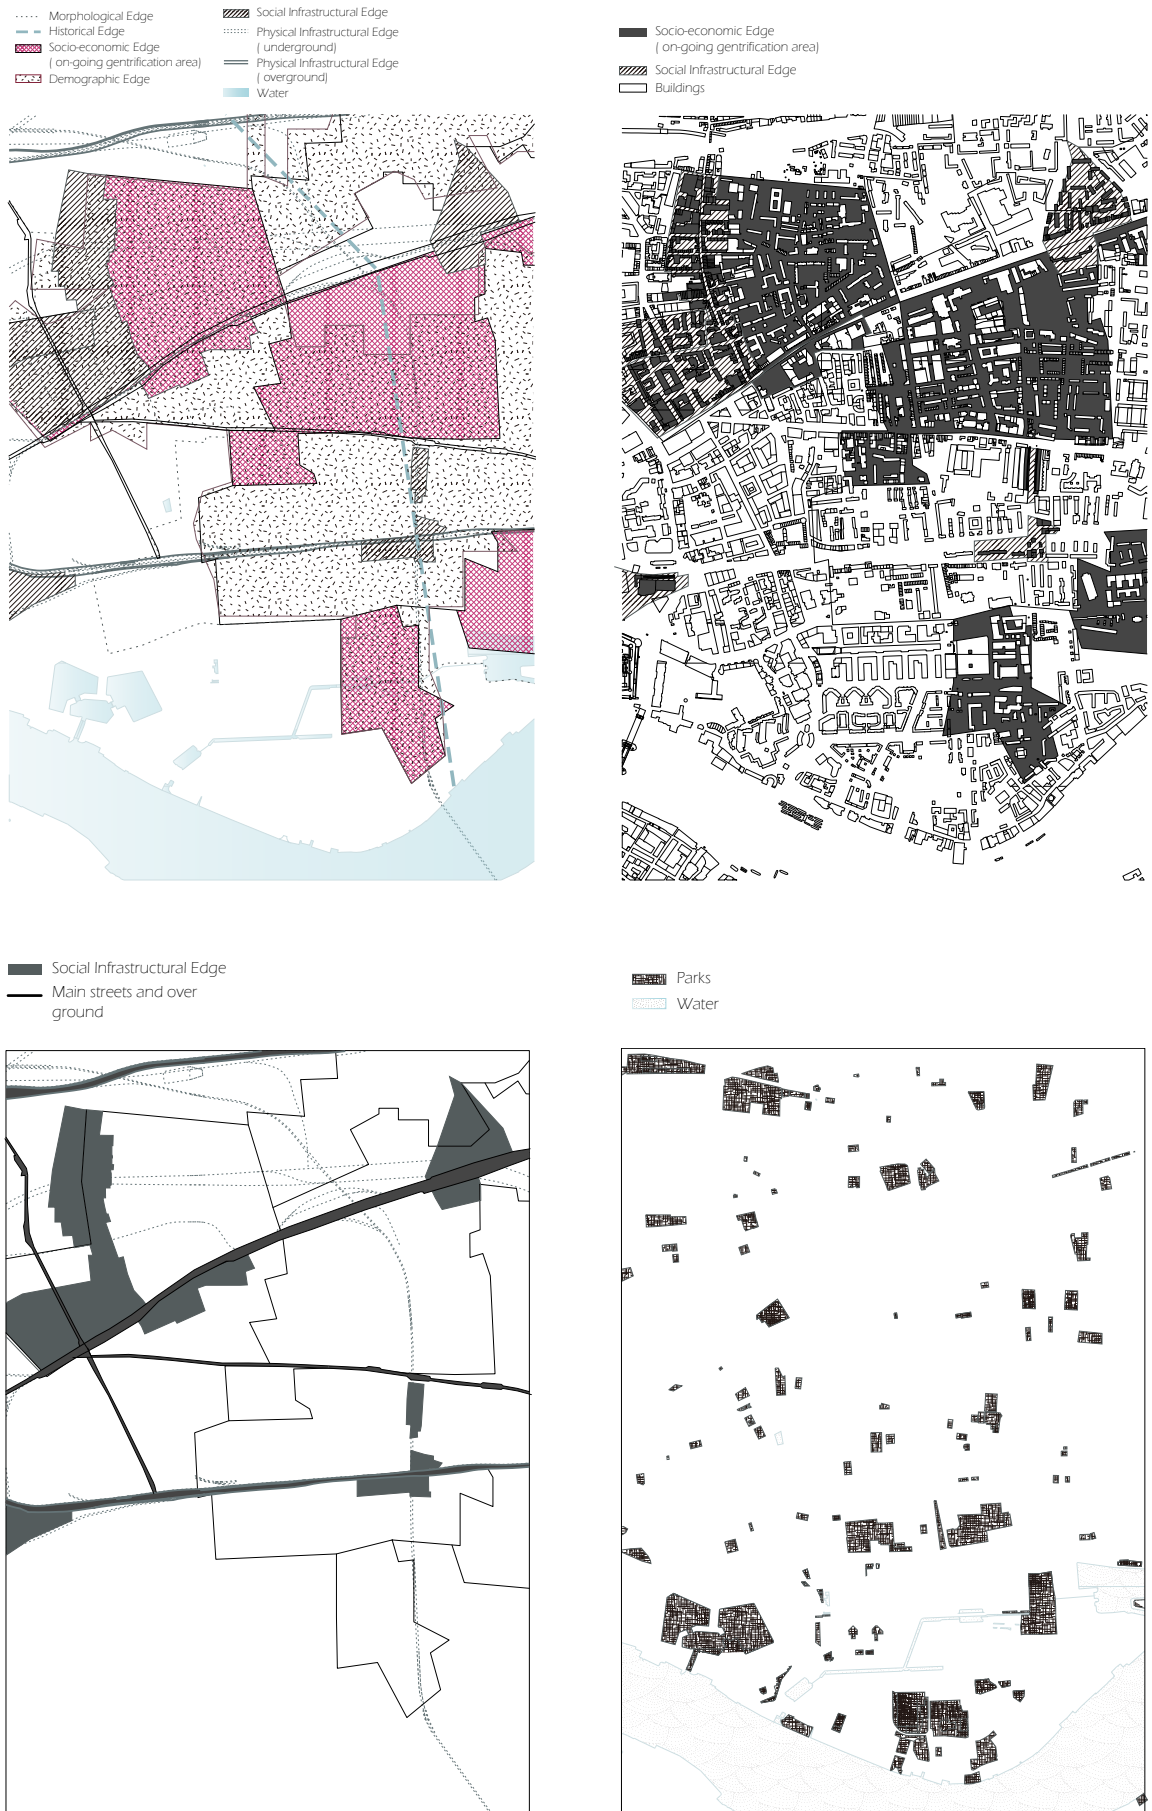 Morphological Edge
Historical Edge
Socio-economic Edge
( on-going gentrification area)
Demographic Edge
Social Infrastructural Edge
Physical Infrastructural Edge
( underground)
Physical Infrastructural Edge
( overground)
Water
Socio-economic Edge
( on-going gentrification area)
Social Infrastructural Edge
Buildings
Social Infrastructural Edge
Main streets and over
ground
Parks
Water